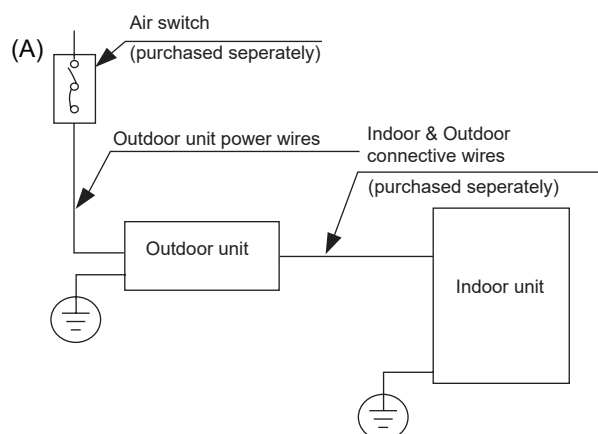 Air switch
(A)
(purchased seperately)
Outdoor unit power wires
Indoor & Outdoor
connective wires
(purchased seperately)
Outdoor unit
Indoor unit